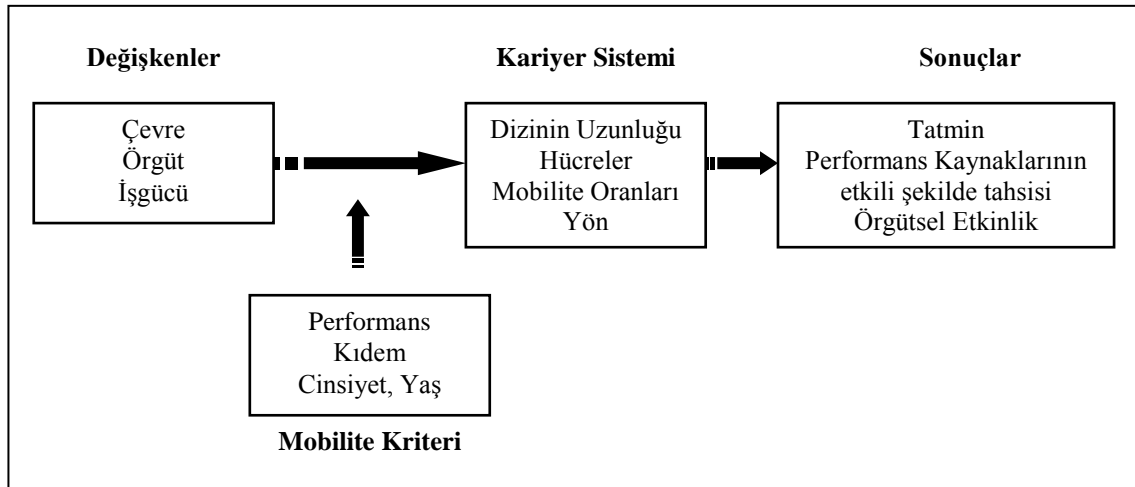 Değişkenler
Çevre
Örgüt
İşgücü
Kariyer Sistemi
Dizinin Uzunluğu
Hücreler
Mobilite Oranları
Yön
Sonuçlar
Tatmin
Performans Kaynaklarının
etkili şekilde tahsisi
Örgütsel Etkinlik
Performans
Kıdem
Cinsiyet, Yaş
Mobilite Kriteri